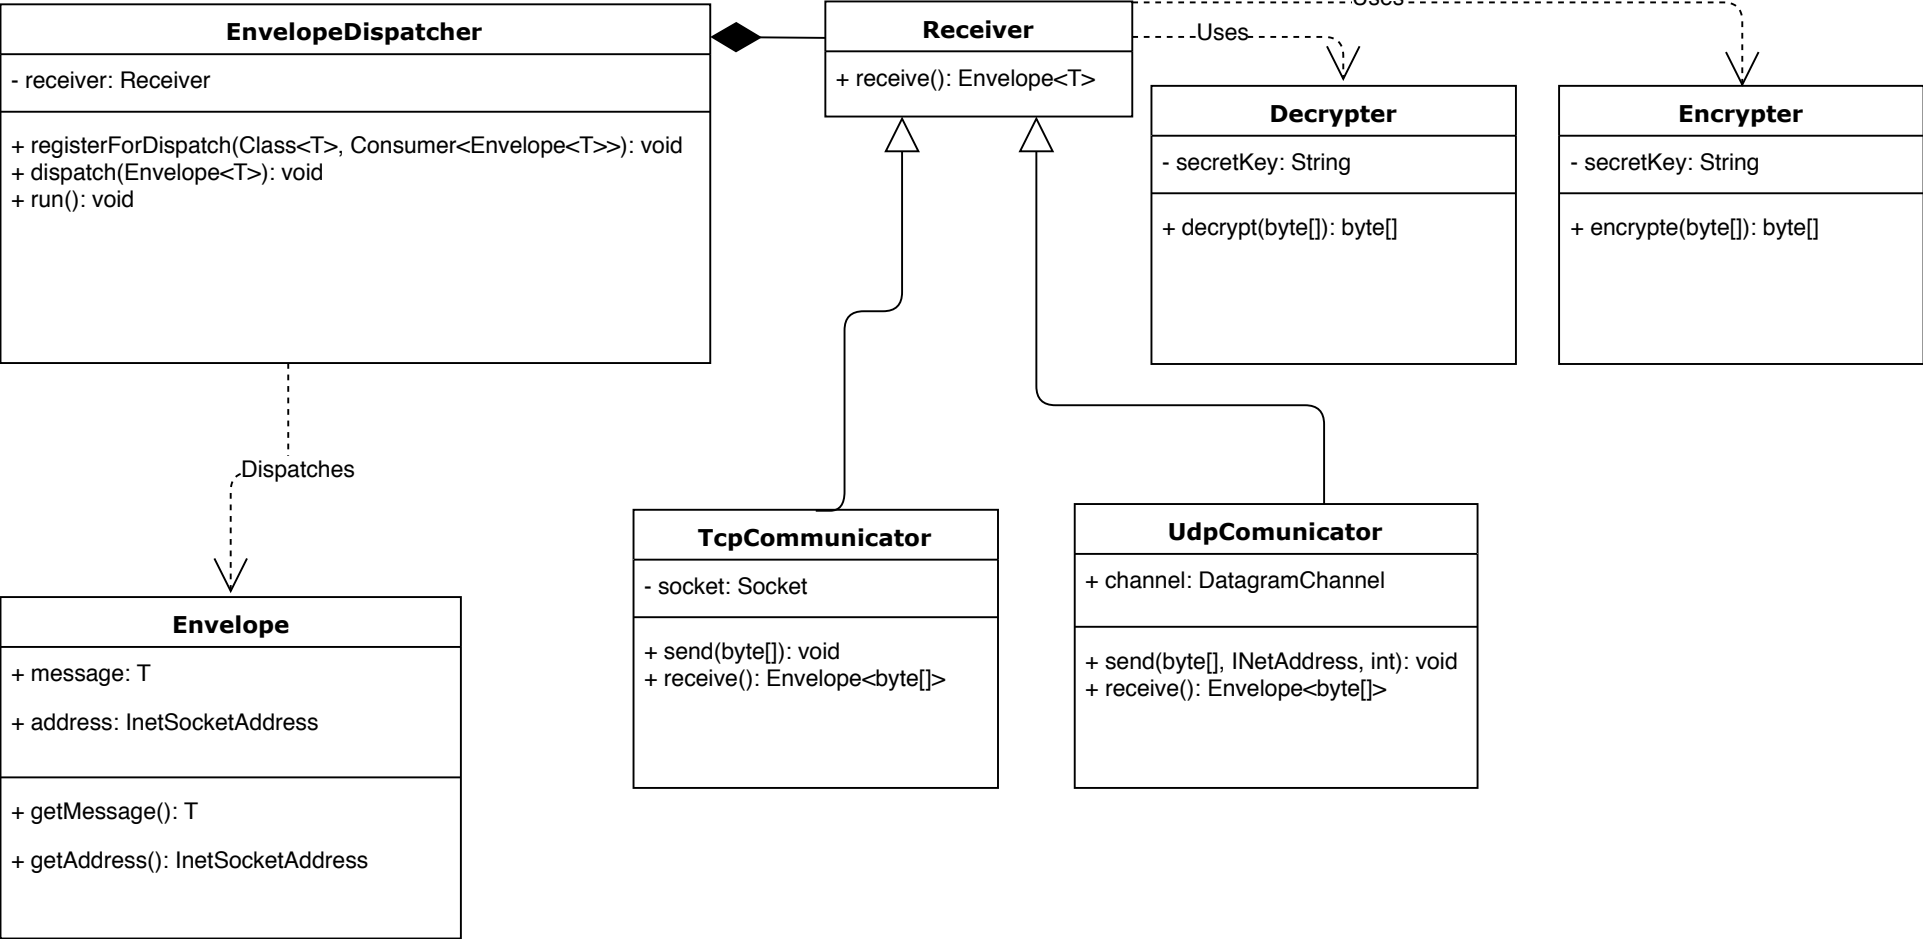 EnvelopeDispatcher
- receiver: Receiver
+ registerForDispatch(Class<T>, Consumer<Envelope<T>>): void
+ dispatch(Envelope<T>): void
+ run(): void
Receiver
+ receive(): Envelope<T>
Uses
Uses
Decrypter
- secretKey: String
+ decrypt(byte[]): byte[]
Encrypter
- secretKey: String
+ encrypte(byte[]): byte[]
Dispatches
Envelope
+ message: T
+ address: InetSocketAddress
+ getMessage(): T
+ getAddress(): InetSocketAddress
TcpCommunicator
- socket: Socket
+ send(byte[]): void
+ receive(): Envelope<byte[]>
UdpComunicator
+ channel: DatagramChannel
+ send(byte[], INetAddress, int): void
+ receive(): Envelope<byte[]>